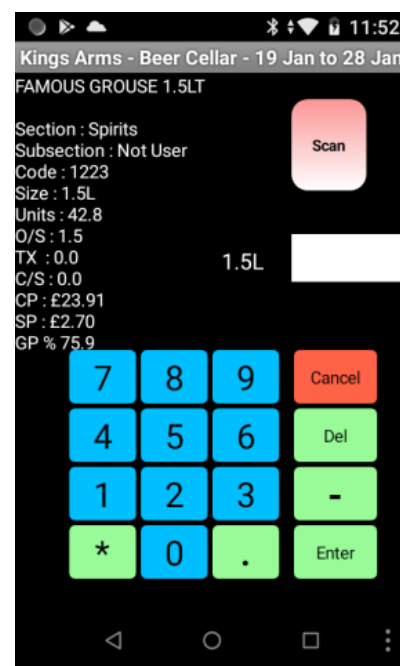 11:52
Kings Arms - Beer Cellar - 19 Jan to 28 Jan
FAMOUS GROUSE 1.5LT
Section : Spirits
Subsection : Not User
Code : 1223
Size : 1.5L
Units : 42.8
O/S : 1.5
TX : 0.0
C/S : 0.0
CP : £23.91
SP : £2.70
GP % 75.9
Scan
1.5L
7 8 9 Cancel
4 5 6 Del
1 2 3 -
* 0 . Enter